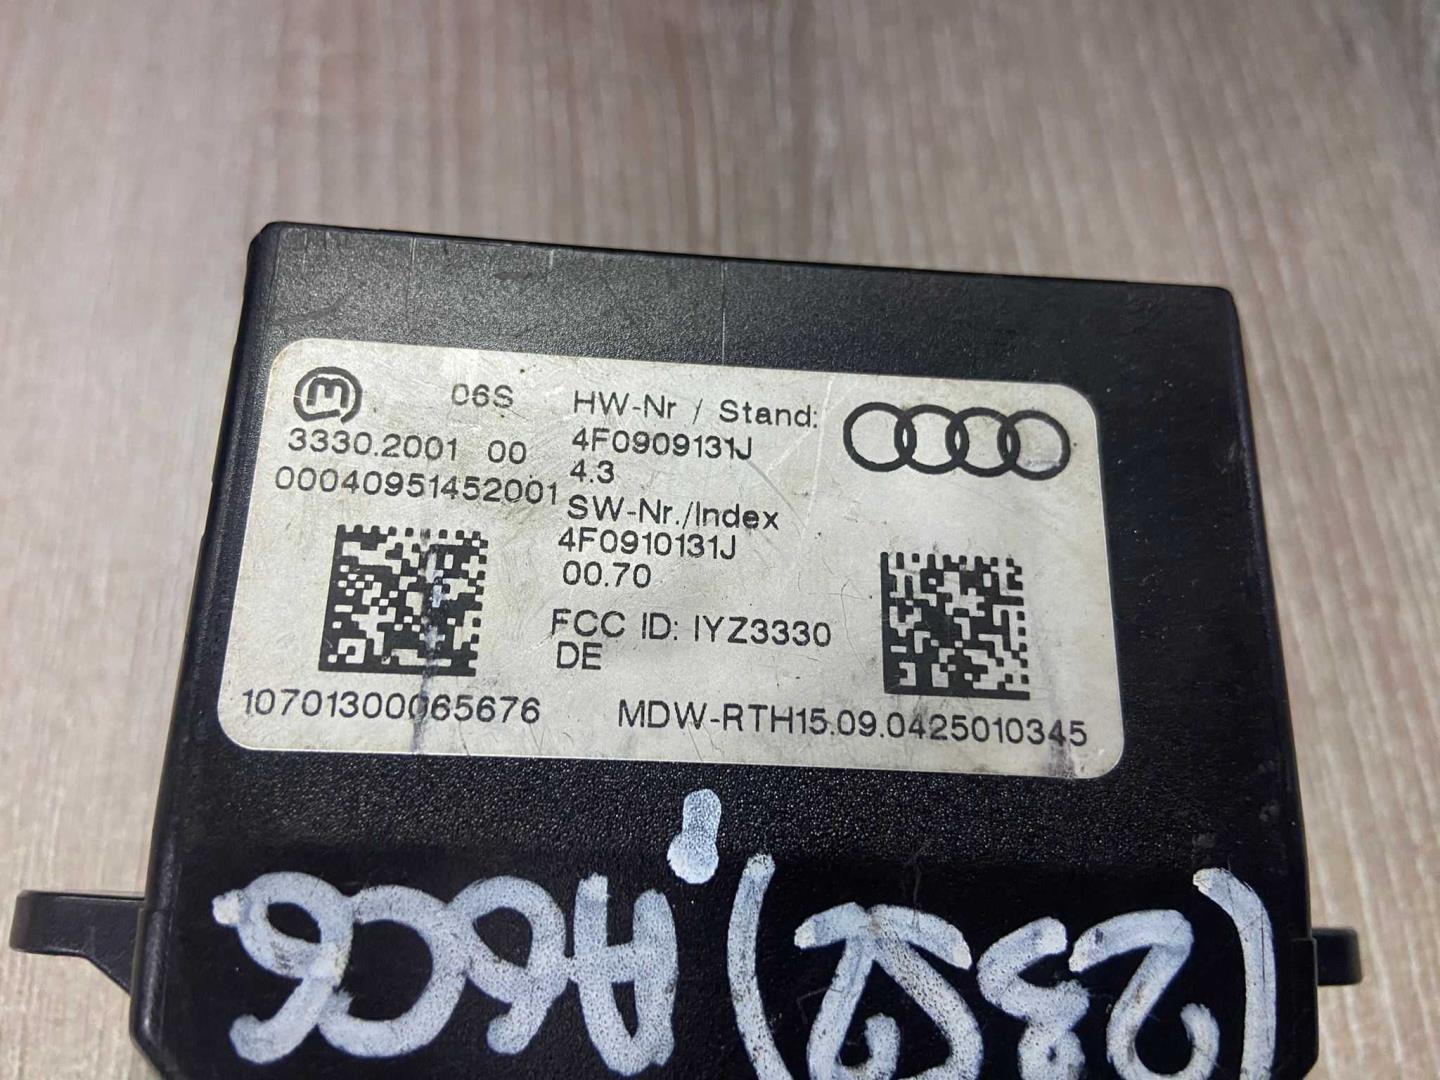 M
06S
3330.2001 00
00040951452001
HW-Nr / Stand:
4F0909131J
4.3
SW-Nr./Index
4F0910131J
00.70
FCC ID: IYZ3330
DE
10701300065676
MDW-RTH15.09.0425010345
A6C6